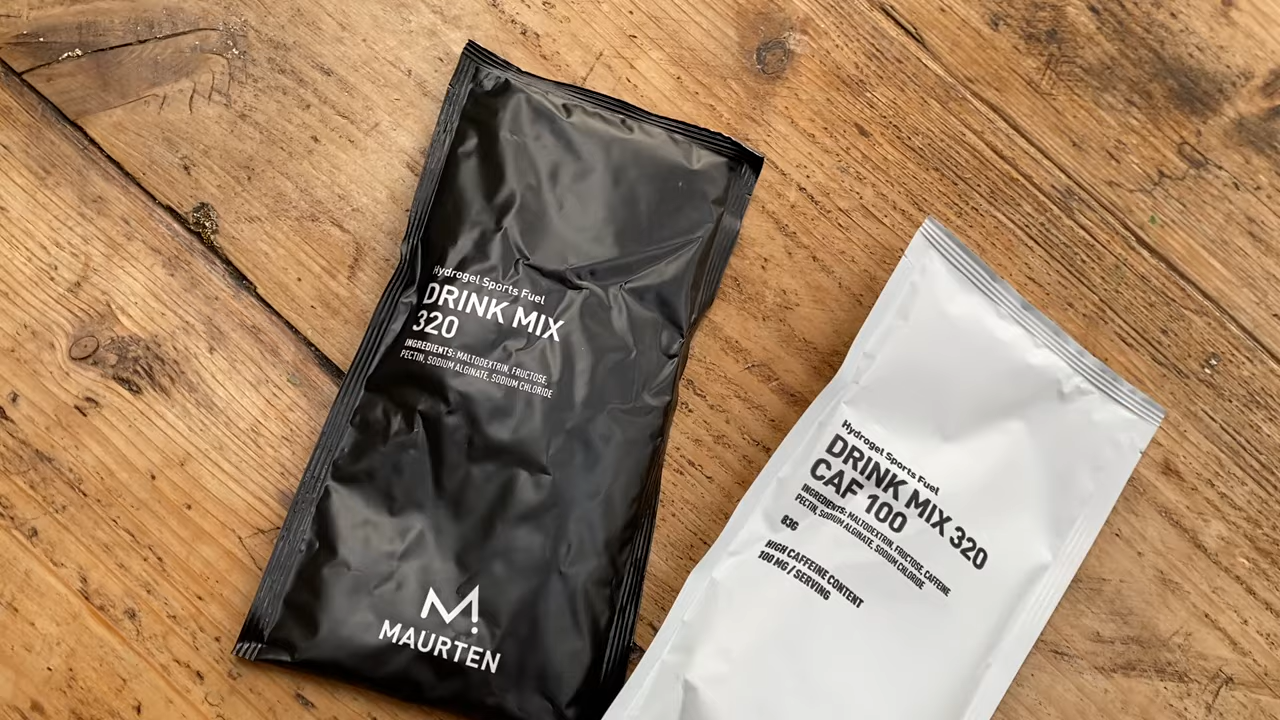 Hydrogel Sports Fuel
DRINK MIX
320
INGREDIENTS: MALTODEXTRIN, FRUCTOSE,
PECTIN, SODIUM ALGINATE, SODIUM CHLORIDE
M.
MAURTEN
Hydrogel Sports Fuel
DRINK MIX 320
CAF 100
INGREDIENTS: MALTODEXTRIN, FRUCTOSE, CAFFEINE
PECTIN, SODIUM ALGINATE, SODIUM CHLORIDE
83G
HIGH CAFFEINE CONTENT
100 MG / SERVING